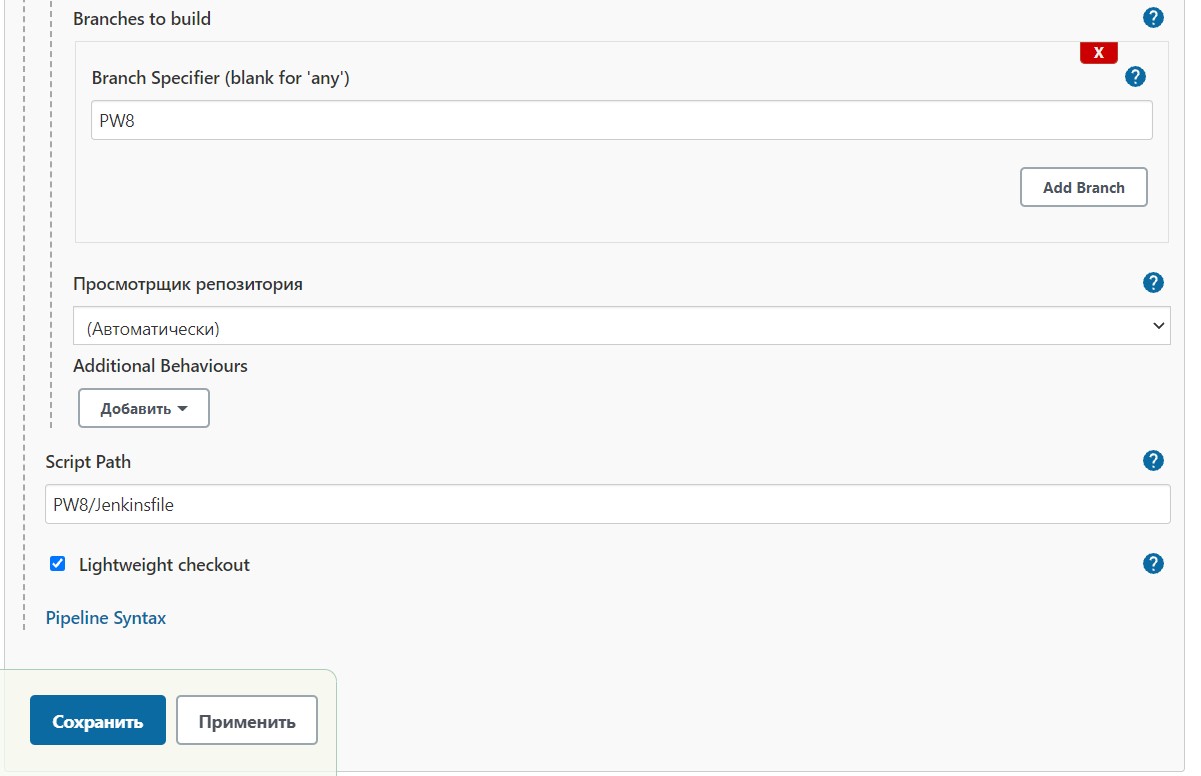 Branches to build
?
X
Branch Specifier (blank for 'any')
?
PW8
Add Branch
Просмотрщик репозитория
?
(Автоматически)
Additional Behaviours
Добавить
Script Path
?
PW8/Jenkinsfile
Lightweight checkout
?
Pipeline Syntax
Сохранить
Применить